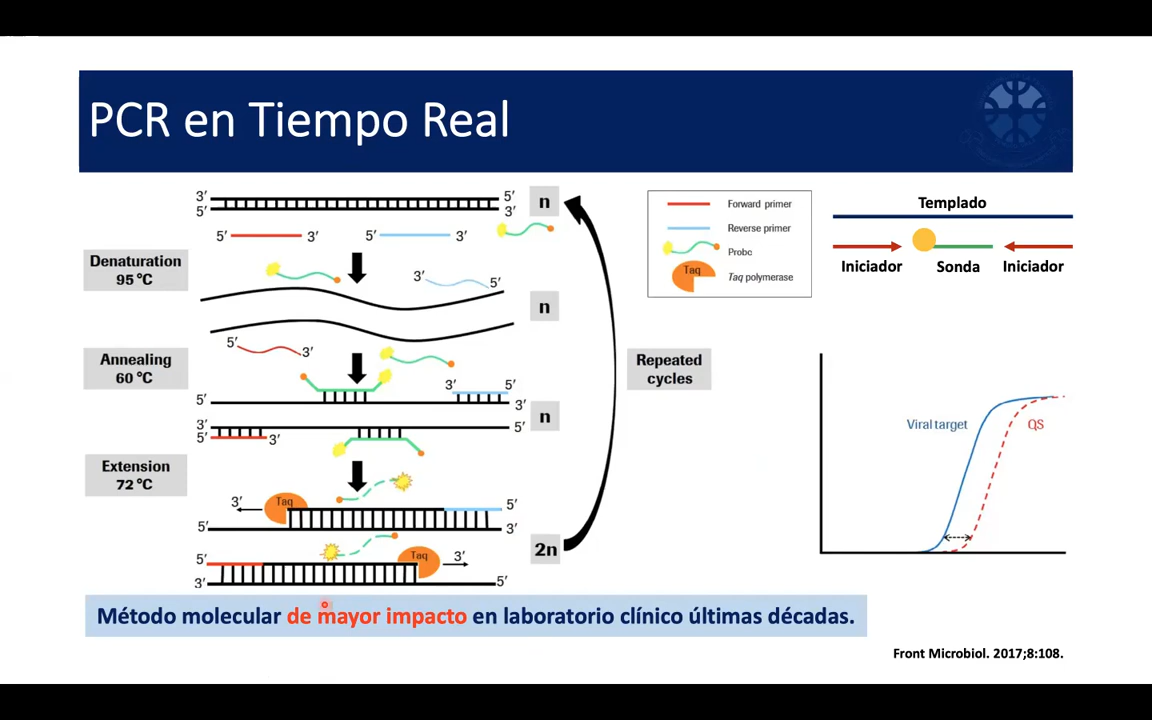 PCR en Tiempo Real
3′ 5′ n
5′ 3′
5′ 3′ 5′ 3′
Denaturation
95 °C
3′ 5′
n
5′ 3′
Annealing
60 °C
3′ 5′
5′ 3′
n
3′ 5′
5′ 3′
Extension
72 °C
3′ Taq 5′
5′ 3′
2n
5′ Taq 3′
3′ 5′
Repeated
cycles
Forward primer
Reverse primer
Probe
Taq Taq polymerase
Templado
Iniciador Sonda Iniciador
Viral target QS
Método molecular de mayor impacto en laboratorio clínico últimas décadas.
Front Microbiol. 2017;8:108.